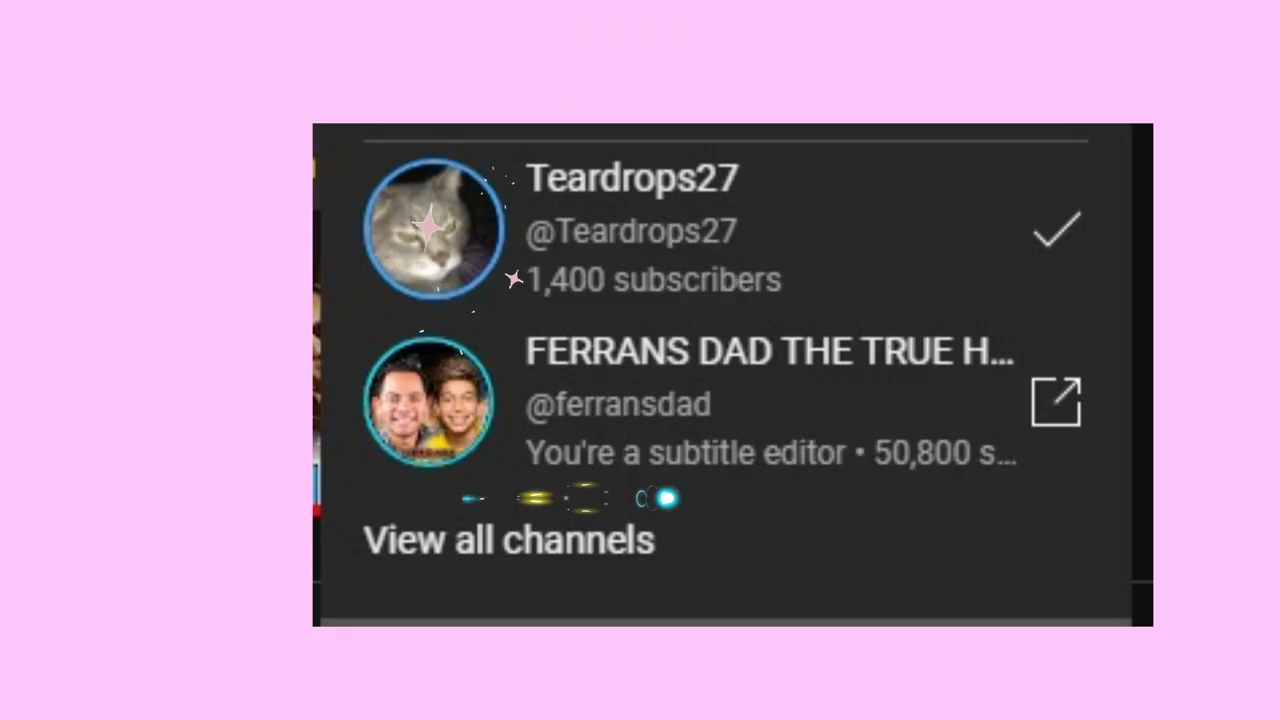 Teardrops27
@Teardrops27
1,400 subscribers
FERRANS DAD THE TRUE H...
@ferransdad
You're a subtitle editor • 50,800 s...
View all channels